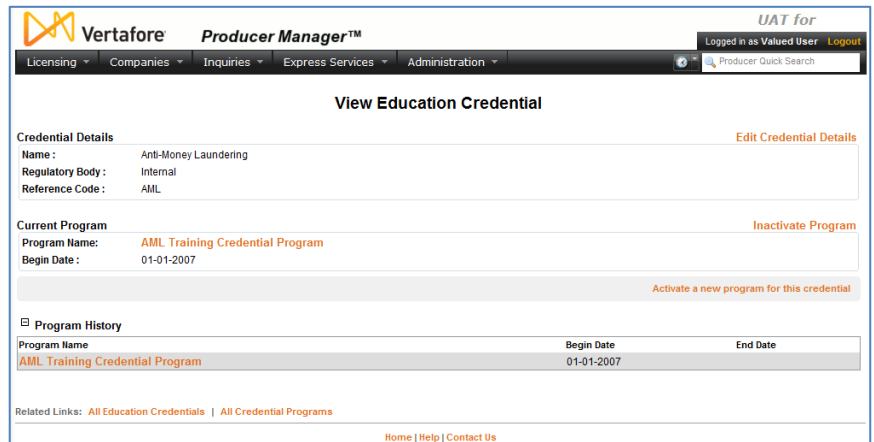 UAT for
Vertafore Producer Manager™
Logged in as Valued User Logout
Licensing Companies Inquiries Express Services Administration Producer Quick Search
View Education Credential
Credential Details Edit Credential Details
Name : Anti-Money Laundering
Regulatory Body : Internal
Reference Code : AML
Current Program Inactivate Program
Program Name: AML Training Credential Program
Begin Date : 01-01-2007
Activate a new program for this credential
Program History
Program Name Begin Date End Date
AML Training Credential Program 01-01-2007
Related Links: All Education Credentials | All Credential Programs
Home | Help | Contact Us